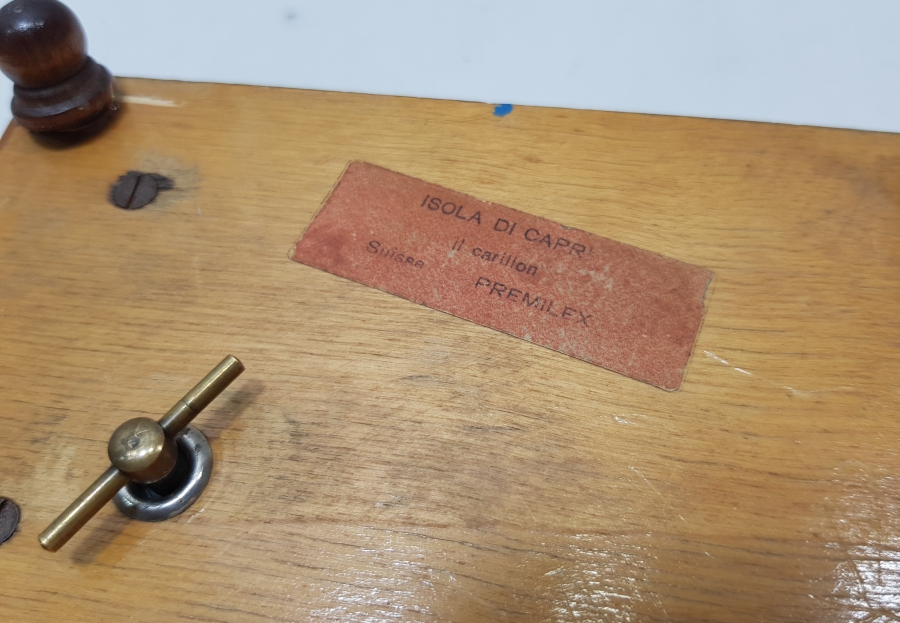 ISOLA DI CAPRI
il carillon
Suisse PREMILEX